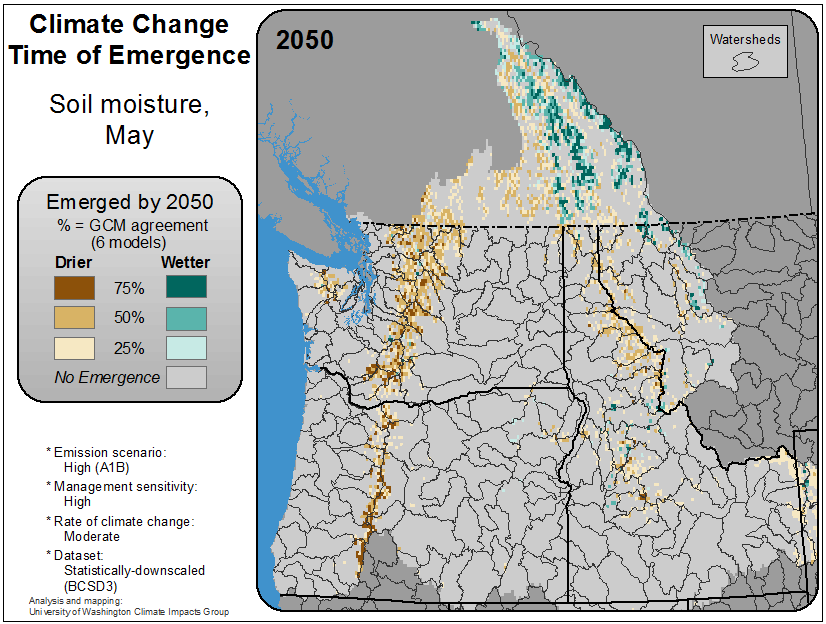 Climate Change
Time of Emergence
Soil moisture,
May
Emerged by 2050
% = GCM agreement
(6 models)
Drier Wetter
75%
50%
25%
No Emergence
* Emission scenario:
High (A1B)
* Management sensitivity:
High
* Rate of climate change:
Moderate
* Dataset:
Statistically-downscaled
(BCSD3)
Analysis and mapping:
University of Washington Climate Impacts Group
2050
Watersheds